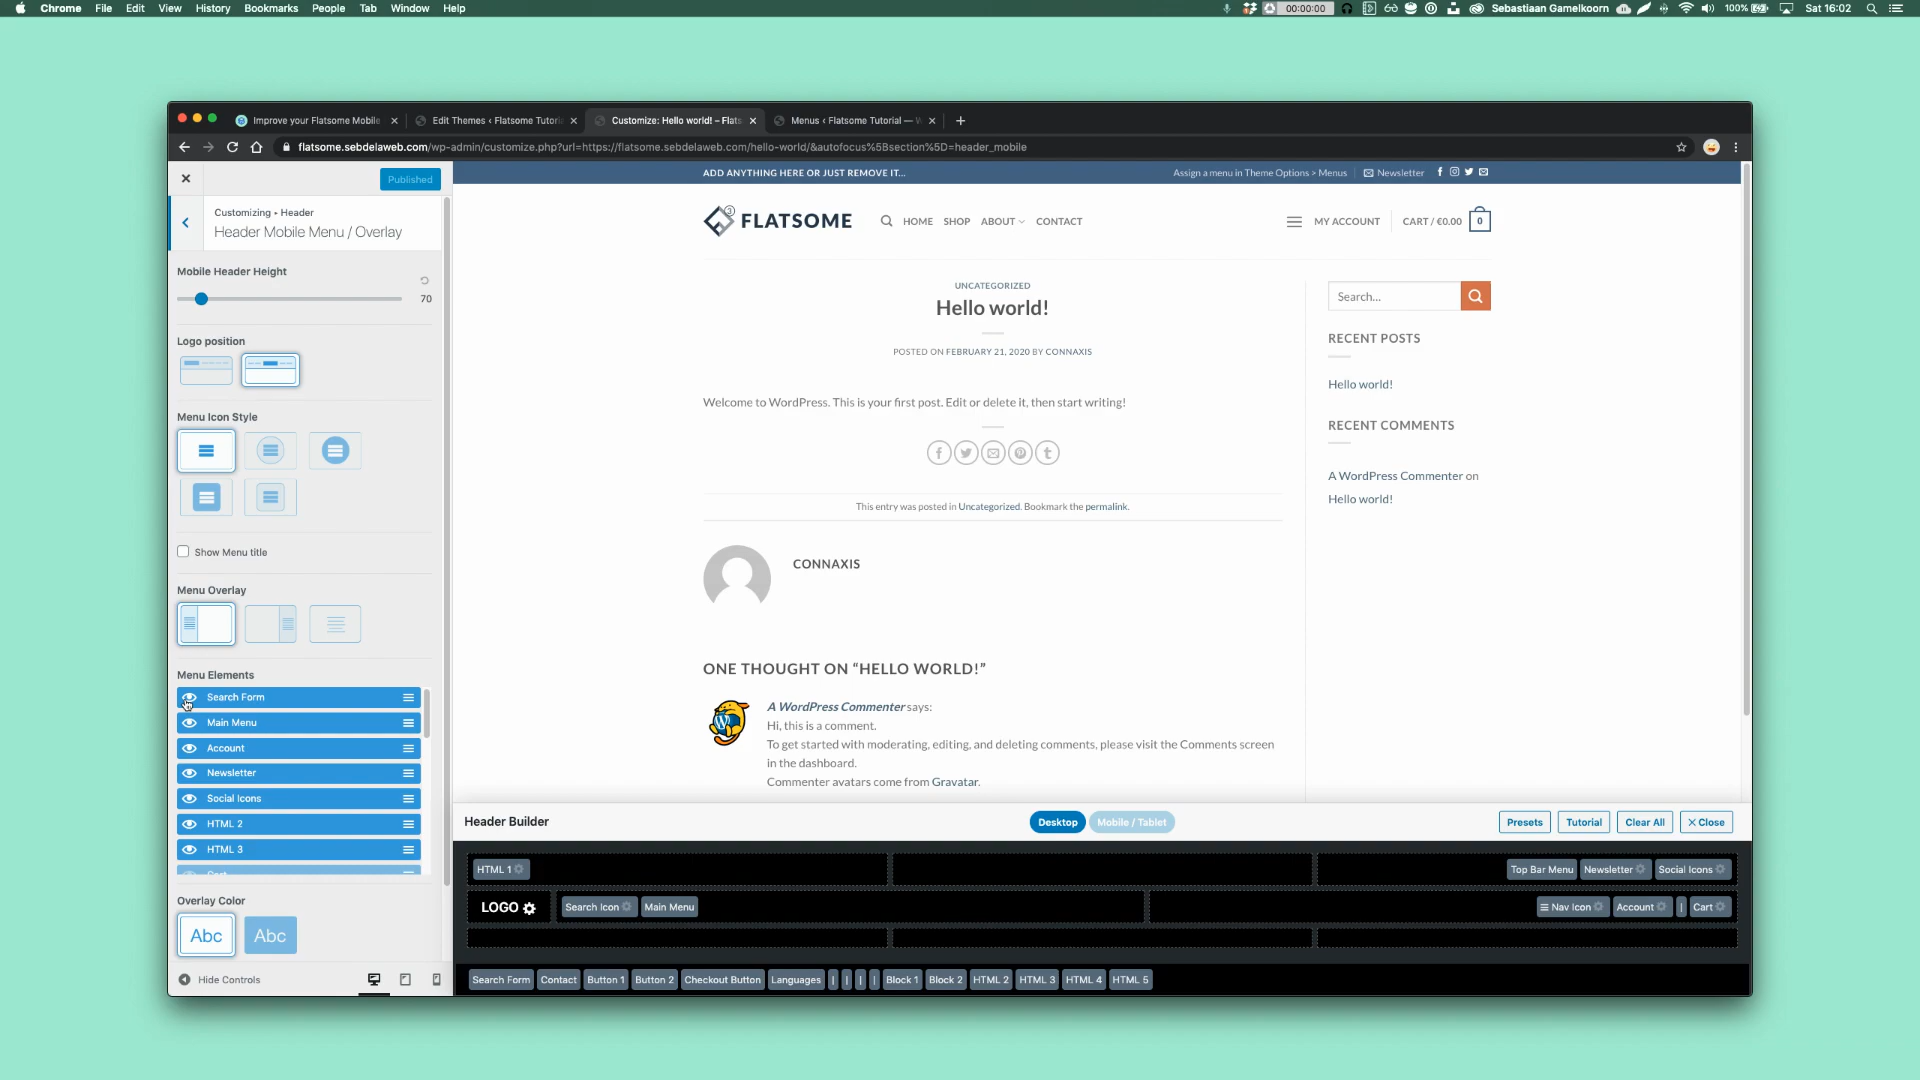 Chrome File Edit View History Bookmarks People Tab Window Help
00:00:00 Sebastiaan Gamelkoorn 100% Sat 16:02
Improve your Flatsome Mobile
Edit Themes ‹ Flatsome Tutoria
Customize: Hello world! – Flats
Menus ‹ Flatsome Tutorial —
flatsome.sebdelaweb.com/wp-admin/customize.php?url=https://flatsome.sebdelaweb.com/hello-world/&autofocus%5Bsection%5D=header_mobile
Published
Customizing ▸ Header
Header Mobile Menu / Overlay
Mobile Header Height
70
Logo position
Menu Icon Style
Show Menu title
Menu Overlay
Menu Elements
Search Form
Main Menu
Account
Newsletter
Social Icons
HTML 2
HTML 3
Overlay Color
Abc Abc
Hide Controls
ADD ANYTHING HERE OR JUST REMOVE IT...
Assign a menu in Theme Options > Menus
Newsletter
3
FLATSOME
HOME SHOP ABOUT CONTACT
MY ACCOUNT CART / €0.00 0
UNCATEGORIZED
Hello world!
POSTED ON FEBRUARY 21, 2020 BY CONNAXIS
Welcome to WordPress. This is your first post. Edit or delete it, then start writing!
This entry was posted in Uncategorized. Bookmark the permalink.
CONNAXIS
ONE THOUGHT ON “HELLO WORLD!”
A WordPress Commenter says:
Hi, this is a comment.
To get started with moderating, editing, and deleting comments, please visit the Comments screen
in the dashboard.
Commenter avatars come from Gravatar.
Search...
RECENT POSTS
Hello world!
RECENT COMMENTS
A WordPress Commenter on
Hello world!
Header Builder
Desktop Mobile / Tablet
Presets Tutorial Clear All Close
HTML 1 Top Bar Menu Newsletter Social Icons
LOGO Search Icon Main Menu Nav Icon Account | Cart
Search Form Contact Button 1 Button 2 Checkout Button Languages | | | | Block 1 Block 2 HTML 2 HTML 3 HTML 4 HTML 5